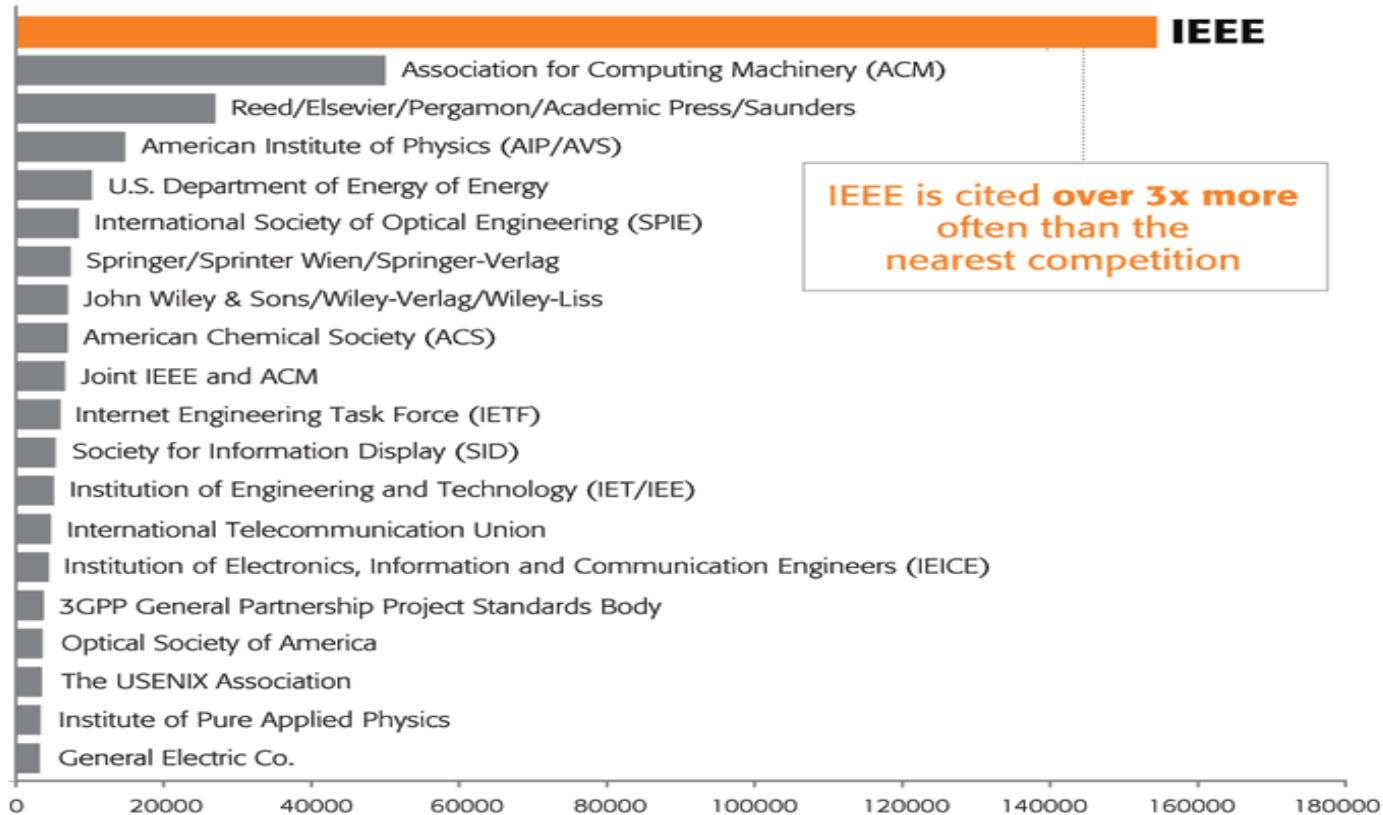 IEEE
Association for Computing Machinery (ACM)
Reed/Elsevier/Pergamon/Academic Press/Saunders
American Institute of Physics (AIP/AVS)
U.S. Department of Energy of Energy
International Society of Optical Engineering (SPIE)
Springer/Sprinter Wien/Springer-Verlag
John Wiley & Sons/Wiley-Verlag/Wiley-Liss
American Chemical Society (ACS)
Joint IEEE and ACM
Internet Engineering Task Force (IETF)
Society for Information Display (SID)
Institution of Engineering and Technology (IET/IEE)
International Telecommunication Union
Institution of Electronics, Information and Communication Engineers (IEICE)
3GPP General Partnership Project Standards Body
Optical Society of America
The USENIX Association
Institute of Pure Applied Physics
General Electric Co.
IEEE is cited over 3x more
often than the
nearest competition
0 20000 40000 60000 80000 100000 120000 140000 160000 180000